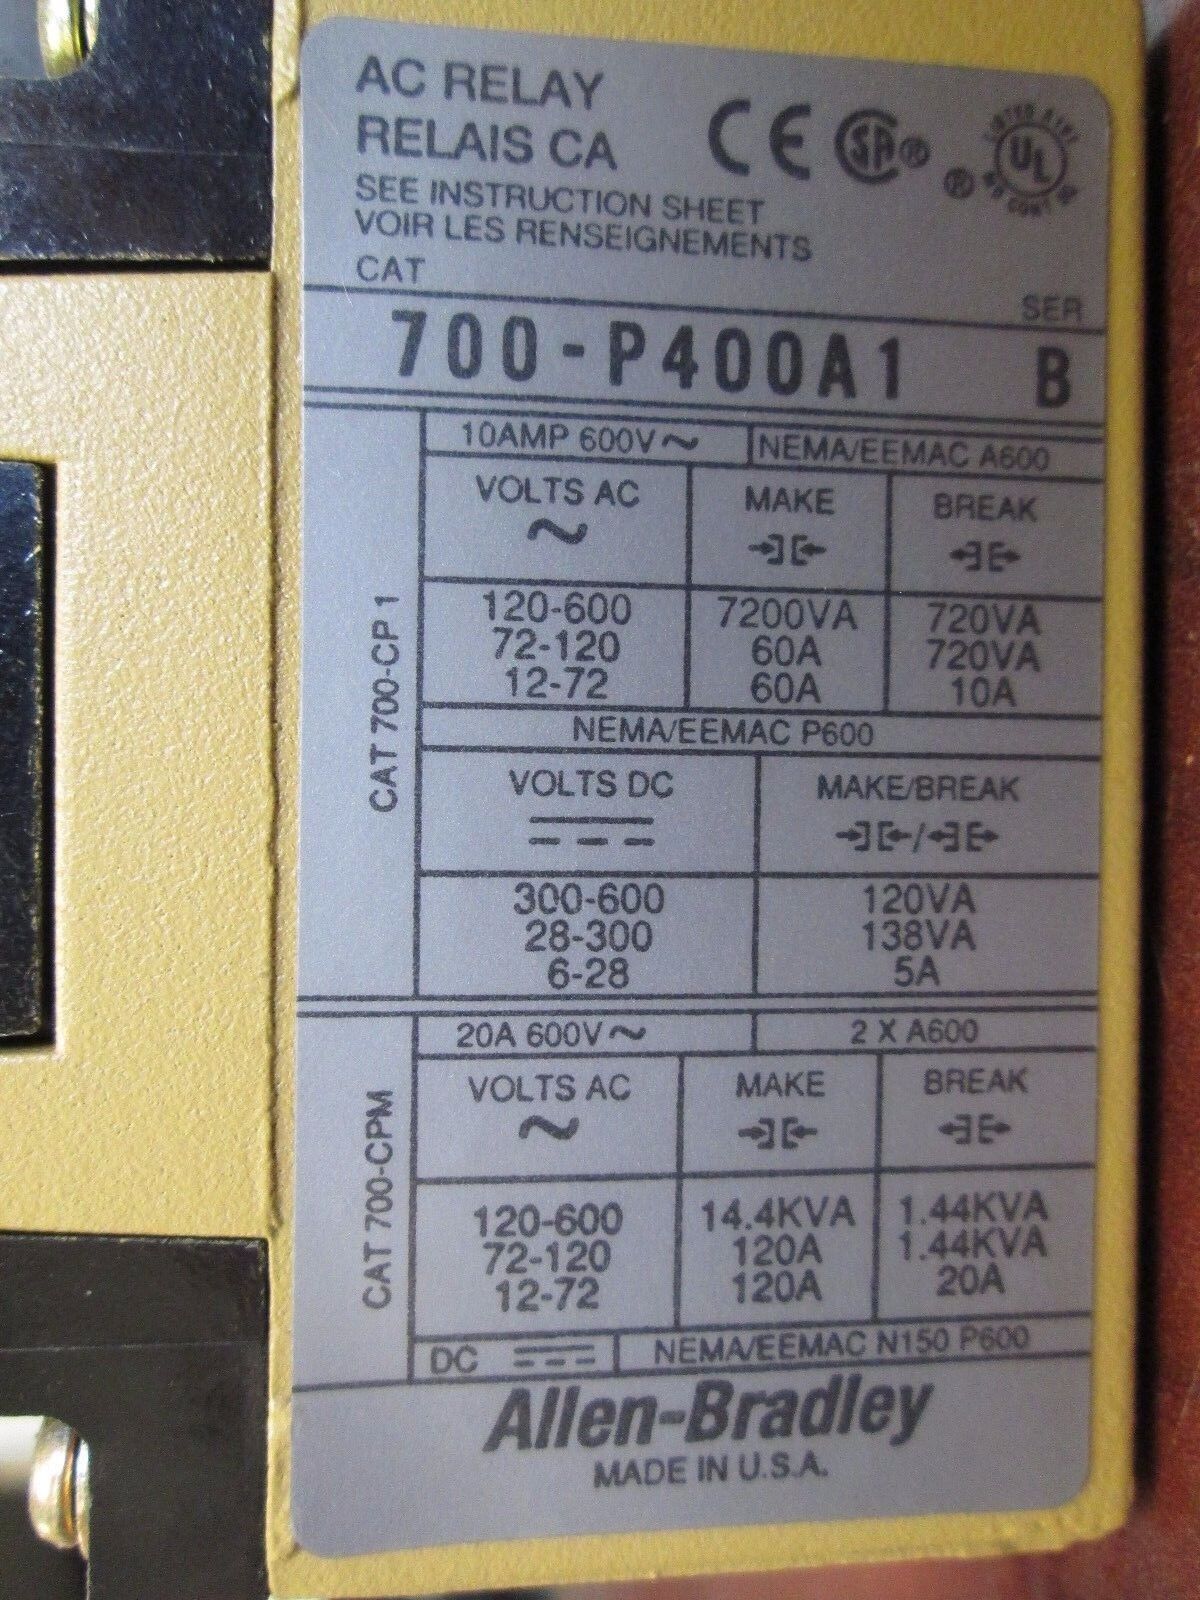 AC RELAY
RELAIS CA
CE SA ® ® UL
SEE INSTRUCTION SHEET
VOIR LES RENSEIGNEMENTS
CAT SER
700-P400A1 B
CAT 700-CP 1
10AMP 600V~ NEMA/EEMAC A600
VOLTS AC MAKE BREAK
~
120-600 7200VA 720VA
72-120 60A 720VA
12-72 60A 10A
NEMA/EEMAC P600
VOLTS DC MAKE/BREAK
300-600 120VA
28-300 138VA
6-28 5A
CAT 700-CPM
20A 600V~ 2 X A600
VOLTS AC MAKE BREAK
~
120-600 14.4KVA 1.44KVA
72-120 120A 1.44KVA
12-72 120A 20A
DC NEMA/EEMAC N150 P600
Allen-Bradley
MADE IN U.S.A.